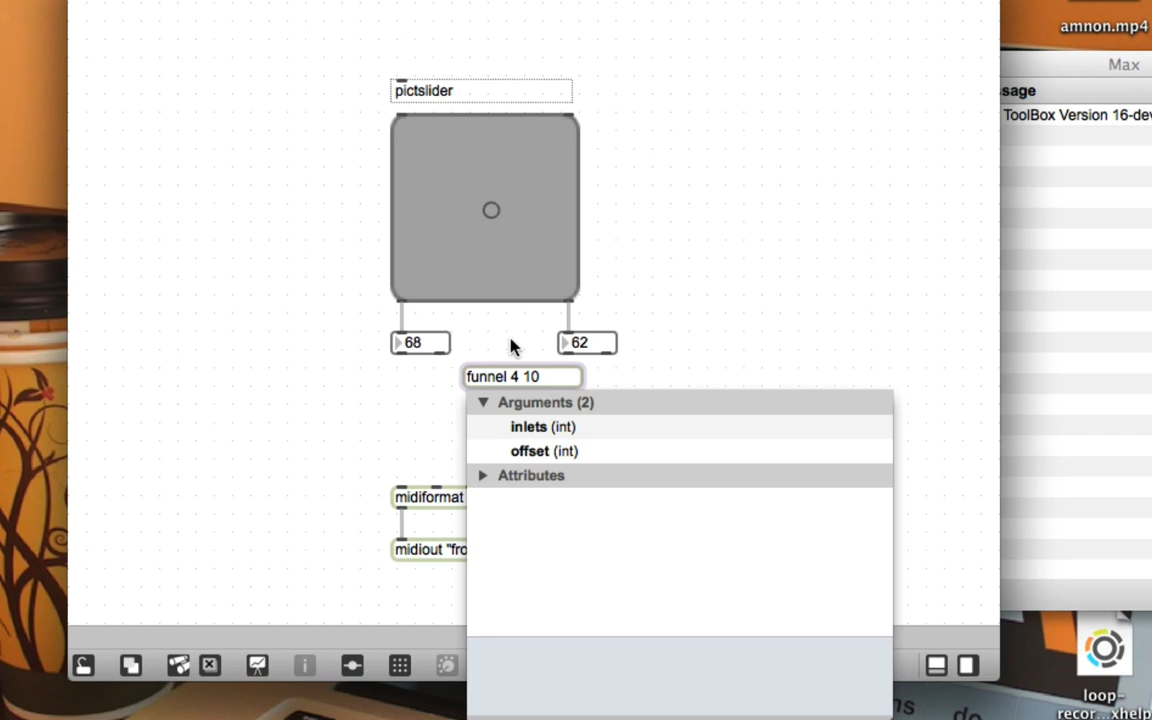 amnon.mp4
Max
sage
ToolBox Version 16-dev
pictslider
68
62
funnel 4 10
Arguments (2)
inlets (int)
offset (int)
Attributes
midiformat
midiout "fro
loop-
recor...xhelp